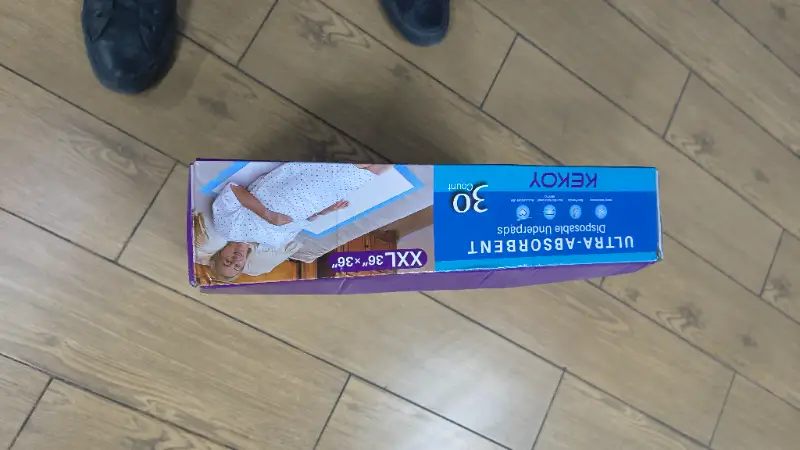 KEKOY
ULTRA-ABSORBENT
Disposable Underpads
30
Count
XXL 36"×36"